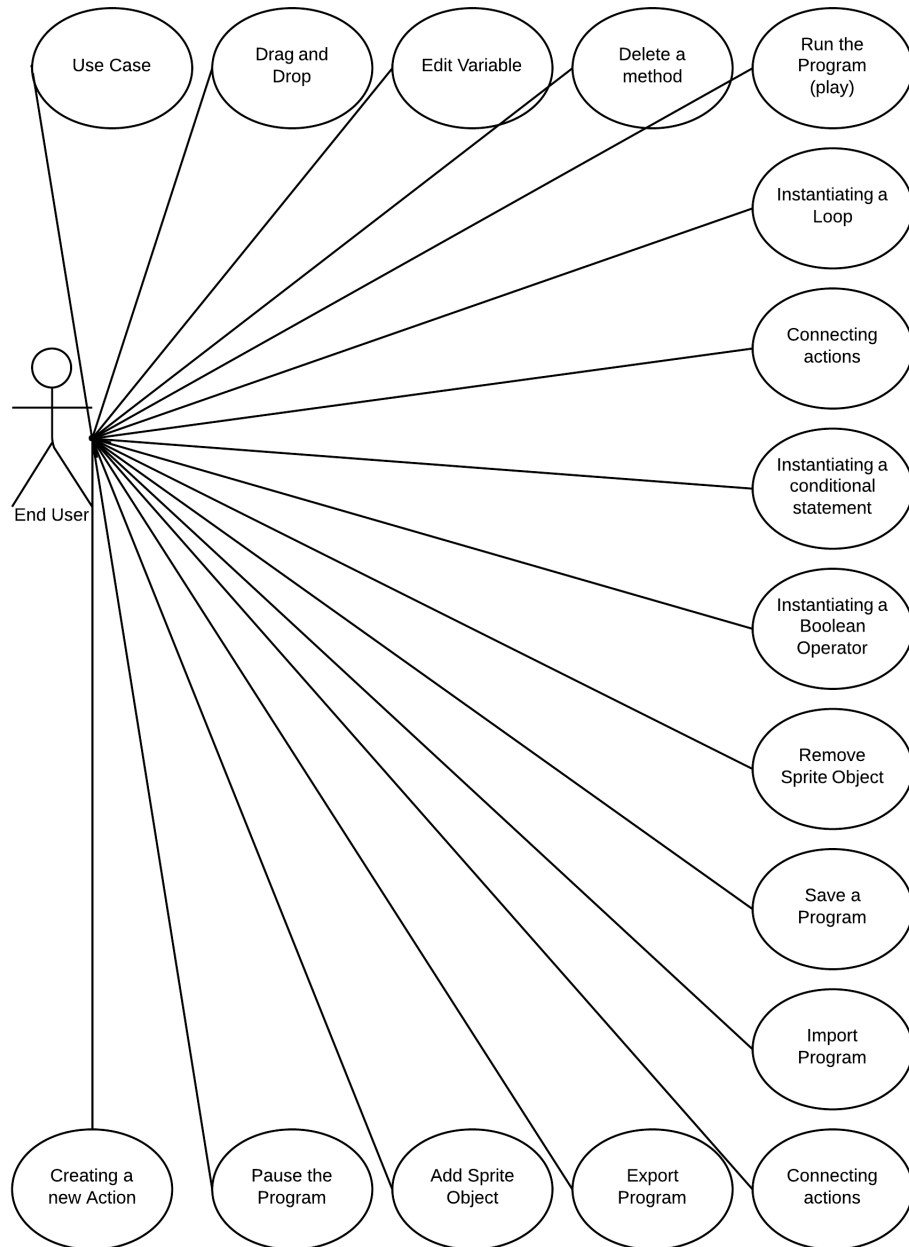 Use Case
Drag and
Drop
Edit Variable
Delete a
method
Run the
Program
(play)
Instantiating a
Loop
Connecting
actions
Instantiating a
conditional
statement
End User
Instantiating a
Boolean
Operator
Remove
Sprite Object
Save a
Program
Import
Program
Creating a
new Action
Pause the
Program
Add Sprite
Object
Export
Program
Connecting
actions